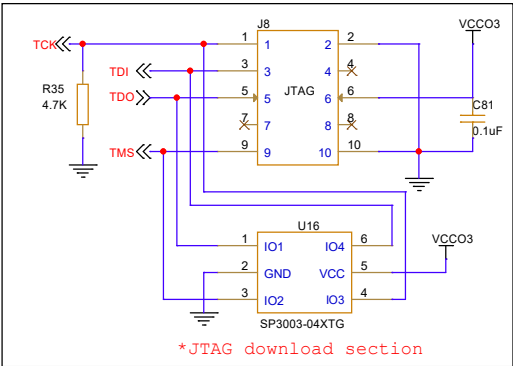 J8
VCCO3
TCK
1 1 2 2
R35
4.7K
TDI
3 3 4 4
JTAG
TDO
5 5 6 6
C81
0.1uF
7 7 8 8
TMS
9 9 10 10
U16
VCCO3
1 IO1 IO4 6
2 GND VCC 5
3 IO2 IO3 4
SP3003-04XTG
*JTAG download section